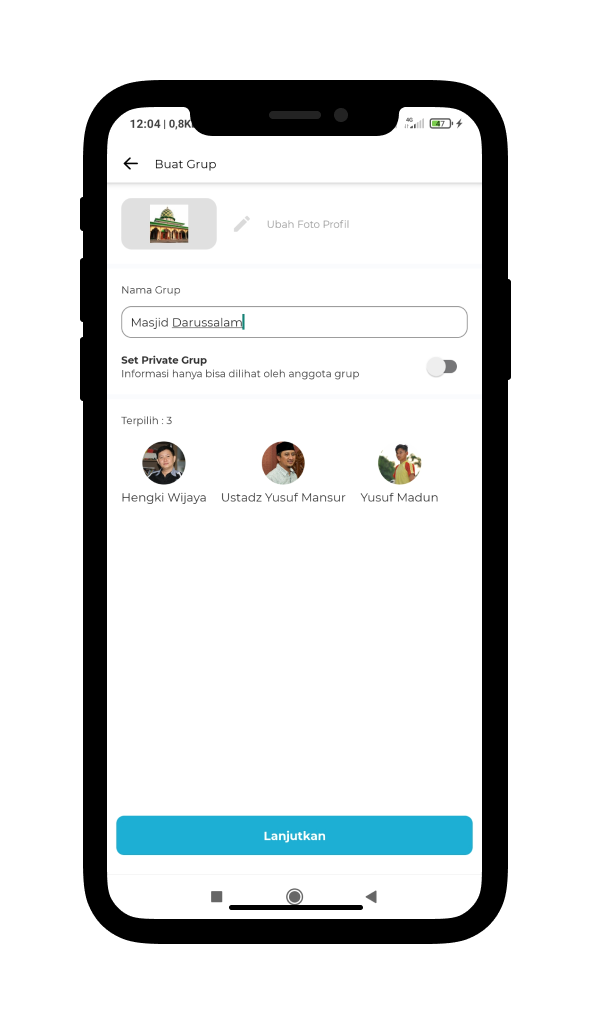 12:04 | 0,8K
4G
47
Buat Grup
Ubah Foto Profil
Nama Grup
Masjid Darussalam
Set Private Grup
Informasi hanya bisa dilihat oleh anggota grup
Terpilih : 3
Hengki Wijaya
Ustadz Yusuf Mansur
Yusuf Madun
Lanjutkan